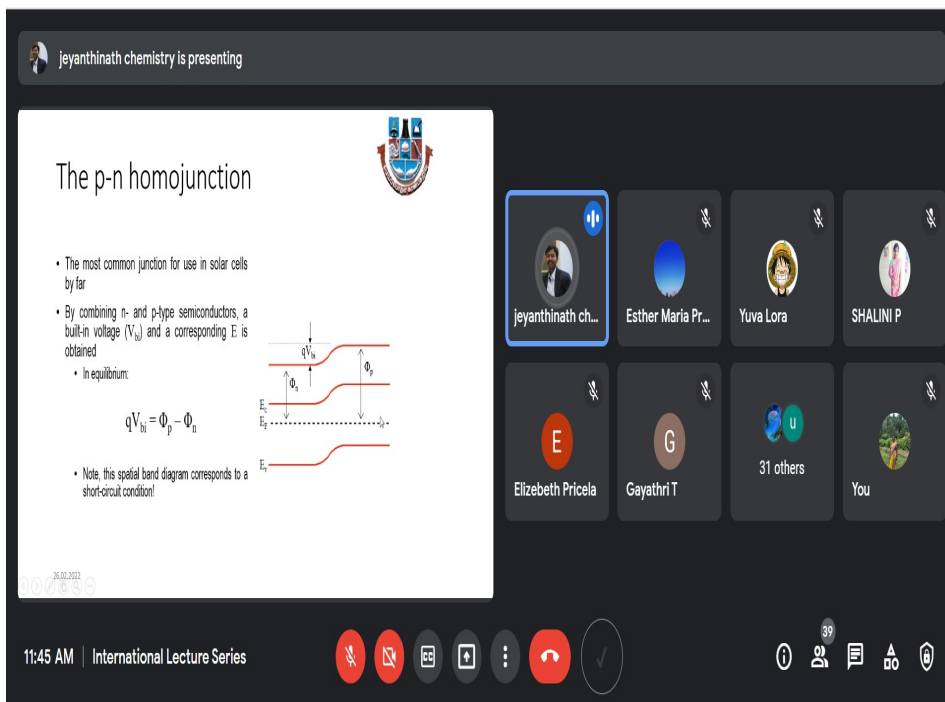 jeyanthinath chemistry is presenting
The p-n homojunction
• The most common junction for use in solar cells
by far
• By combining n- and p-type semiconductors, a
built-in voltage (Vbi) and a corresponding E is
obtained
• In equilibrium:
qVbi = Φp – Φn
• Note, this spatial band diagram corresponds to a
short-circuit condition!
qVbi
Φn
Φp
Ec
EF
Ev
26.02.2022
jeyanthinath ch...
Esther Maria Pr...
Yuva Lora
SHALINI P
E
Elizebeth Pricela
G
Gayathri T
u
31 others
You
11:45 AM | International Lecture Series
CC
39